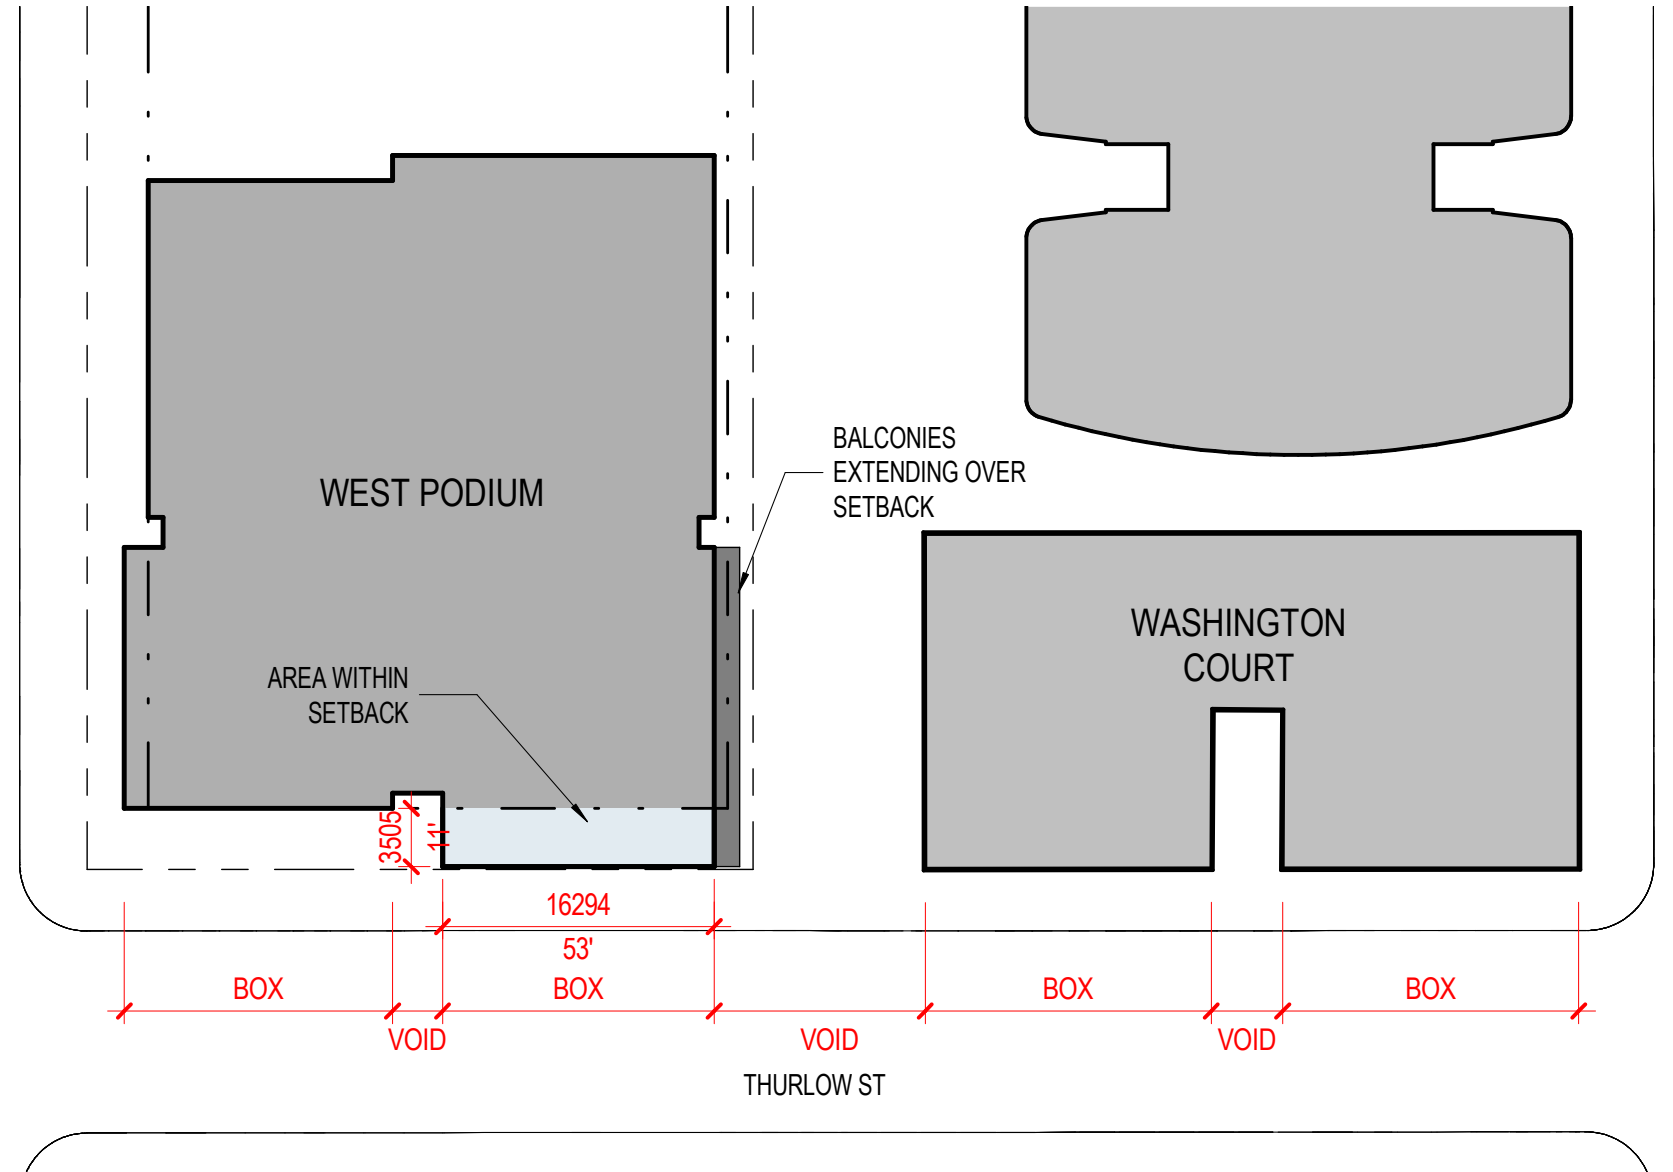 BALCONIES
EXTENDING OVER
SETBACK
WEST PODIUM
WASHINGTON
COURT
AREA WITHIN
SETBACK
3505
11'
16294
53'
BOX
BOX
BOX
BOX
VOID
VOID
VOID
THURLOW ST